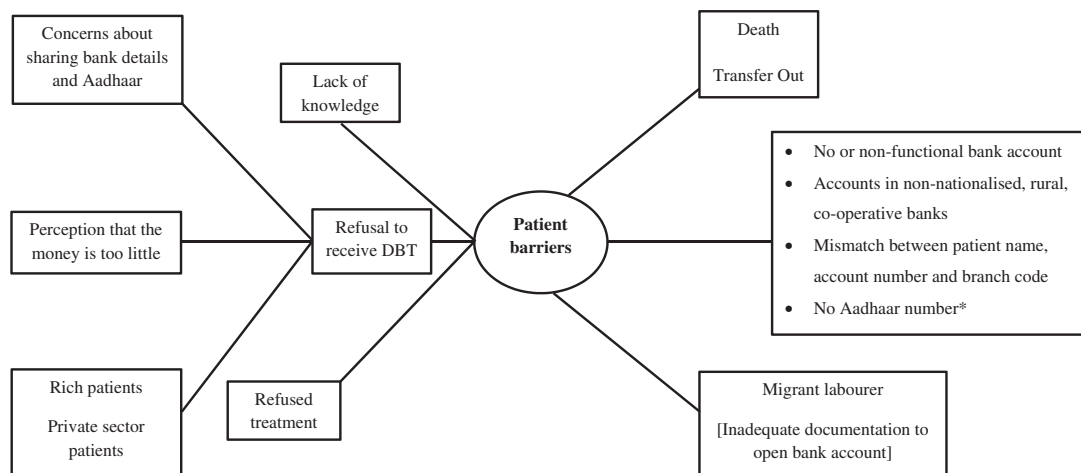 Concerns about
sharing bank details
and Aadhaar
Lack of
knowledge
Death
Transfer Out
Perception that the
money is too little
Refusal to
receive DBT
Patient
barriers
• No or non-functional bank account
• Accounts in non-nationalised, rural,
co-operative banks
• Mismatch between patient name,
account number and branch code
• No Aadhaar number*
Rich patients
Private sector
patients
Refused
treatment
Migrant labourer
[Inadequate documentation to
open bank account]